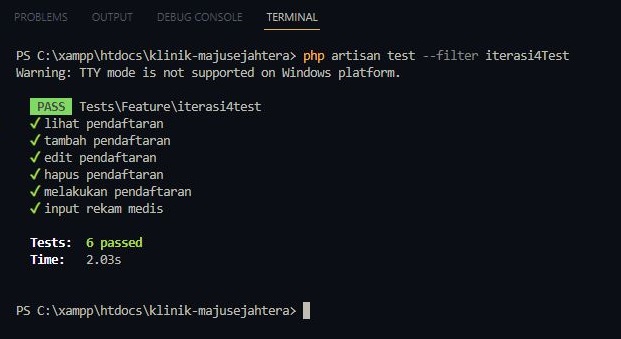 PROBLEMS OUTPUT DEBUG CONSOLE TERMINAL
PS C:\xampp\htdocs\klinik-majusejahtera> php artisan test --filter iterasi4Test
Warning: TTY mode is not supported on Windows platform.
PASS Tests\Feature\iterasi4test
✓ lihat pendaftaran
✓ tambah pendaftaran
✓ edit pendaftaran
✓ hapus pendaftaran
✓ melakukan pendaftaran
✓ input rekam medis
Tests: 6 passed
Time: 2.03s
PS C:\xampp\htdocs\klinik-majusejahtera>